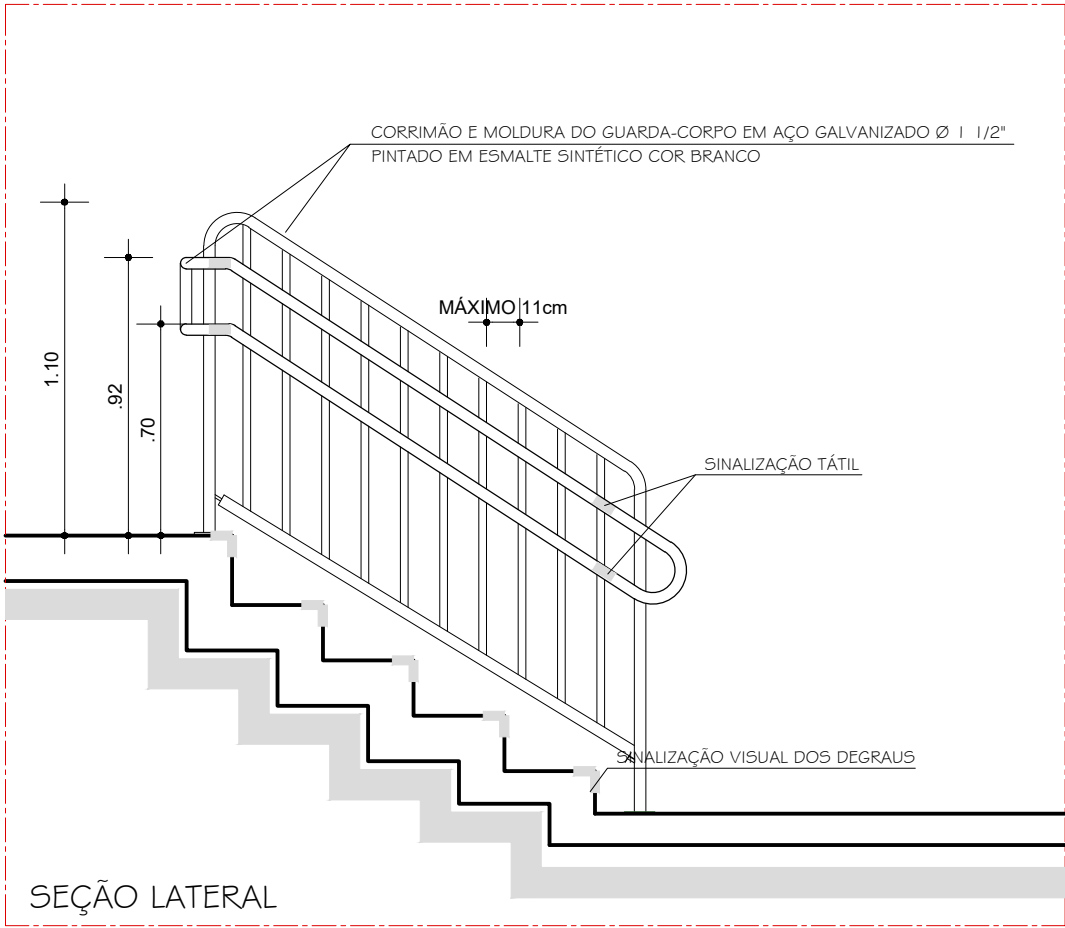 CORRIMÃO E MOLDURA DO GUARDA-CORPO EM AÇO GALVANIZADO Ø 1 1/2"
PINTADO EM ESMALTE SINTÉTICO COR BRANCO
MÁXIMO 11cm
1.10
.92
.70
SINALIZAÇÃO TÁTIL
SINALIZAÇÃO VISUAL DOS DEGRAUS
SEÇÃO LATERAL